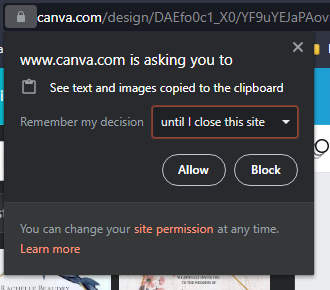 canva.com/design/DAEfo0c1_X0/YF9uYEJaPAov
www.canva.com is asking you to
See text and images copied to the clipboard
Remember my decision until I close this site
Allow Block
You can change your site permission at any time.
Learn more
RACHELLE BEAUDRY